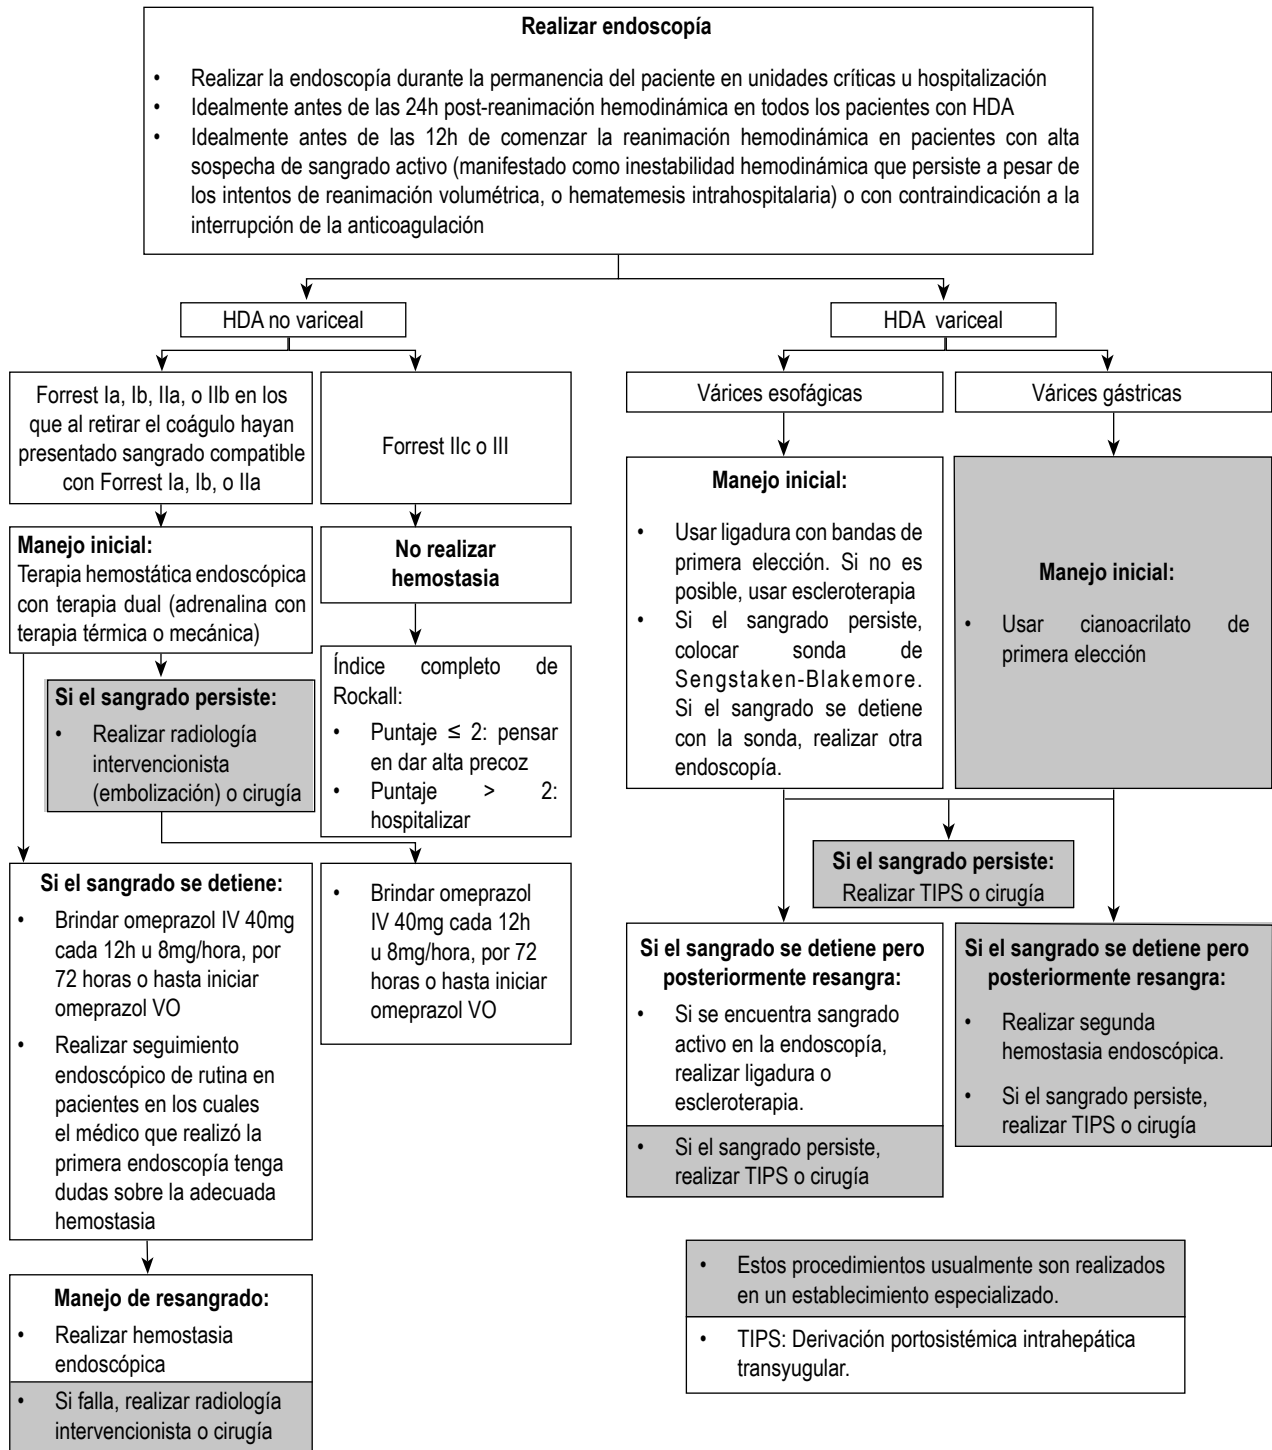 Realizar endoscopía
• Realizar la endoscopía durante la permanencia del paciente en unidades críticas u hospitalización
• Idealmente antes de las 24h post-reanimación hemodinámica en todos los pacientes con HDA
• Idealmente antes de las 12h de comenzar la reanimación hemodinámica en pacientes con alta
sospecha de sangrado activo (manifestado como inestabilidad hemodinámica que persiste a pesar de
los intentos de reanimación volumétrica, o hematemesis intrahospitalaria) o con contraindicación a la
interrupción de la anticoagulación
HDA no variceal
Forrest Ia, Ib, IIa, o IIb en los
que al retirar el coágulo hayan
presentado sangrado compatible
con Forrest Ia, Ib, o IIa
Manejo inicial:
Terapia hemostática endoscópica
con terapia dual (adrenalina con
terapia térmica o mecánica)
Si el sangrado persiste:
• Realizar radiología
intervencionista
(embolización) o cirugía
Si el sangrado se detiene:
• Brindar omeprazol IV 40mg
cada 12h u 8mg/hora, por
72 horas o hasta iniciar
omeprazol VO
• Realizar seguimiento
endoscópico de rutina en
pacientes en los cuales
el médico que realizó la
primera endoscopía tenga
dudas sobre la adecuada
hemostasia
Manejo de resangrado:
• Realizar hemostasia
endoscópica
• Si falla, realizar radiología
intervencionista o cirugía
Forrest IIc o III
No realizar
hemostasia
Índice completo de
Rockall:
• Puntaje ≤ 2: pensar
en dar alta precoz
• Puntaje > 2:
hospitalizar
• Brindar omeprazol
IV 40mg cada 12h
u 8mg/hora, por 72
horas o hasta iniciar
omeprazol VO
HDA variceal
Várices esofágicas
Manejo inicial:
• Usar ligadura con bandas de
primera elección. Si no es
posible, usar escleroterapia
• Si el sangrado persiste,
colocar sonda de
Sengstaken-Blakemore.
Si el sangrado se detiene
con la sonda, realizar otra
endoscopía.
Várices gástricas
Manejo inicial:
• Usar cianoacrilato de
primera elección
Si el sangrado persiste:
Realizar TIPS o cirugía
Si el sangrado se detiene pero
posteriormente resangra:
• Si se encuentra sangrado
activo en la endoscopía,
realizar ligadura o
escleroterapia.
• Si el sangrado persiste,
realizar TIPS o cirugía
Si el sangrado se detiene pero
posteriormente resangra:
• Realizar segunda
hemostasia endoscópica.
• Si el sangrado persiste,
realizar TIPS o cirugía
• Estos procedimientos usualmente son realizados
en un establecimiento especializado.
• TIPS: Derivación portosistémica intrahepática
transyugular.